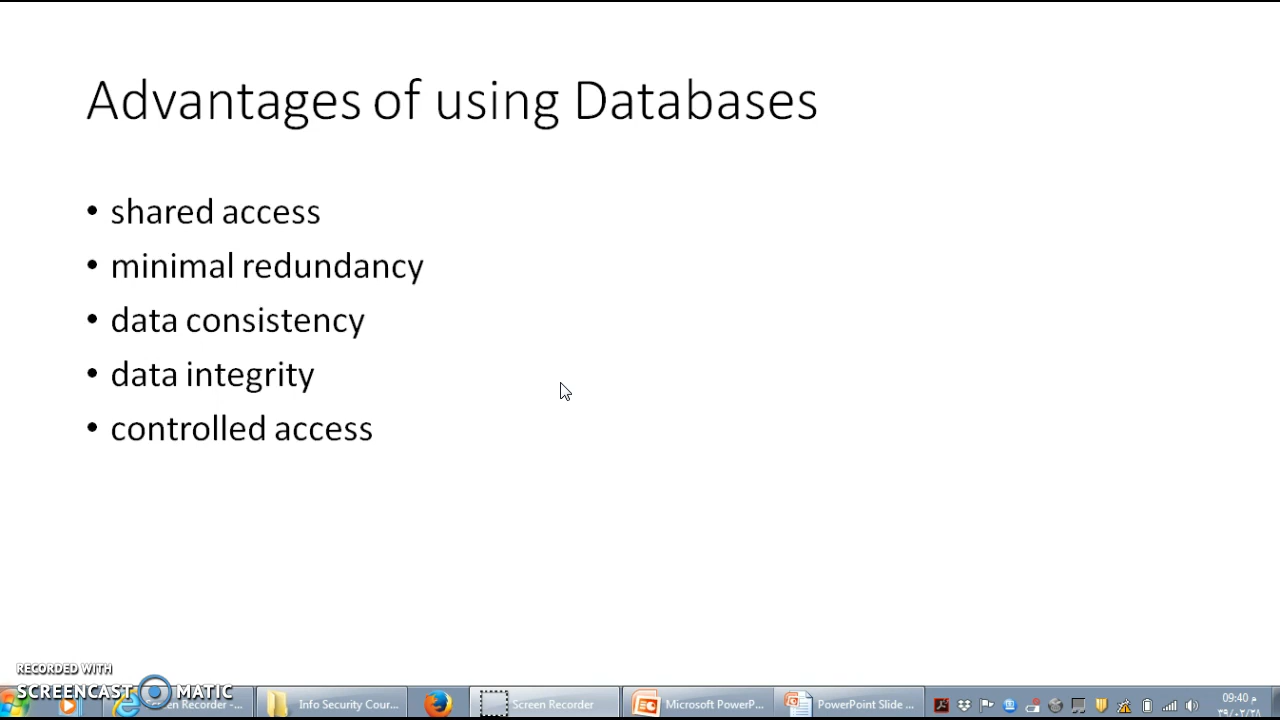 Advantages of using Databases
• shared access
• minimal redundancy
• data consistency
• data integrity
• controlled access
RECORDED WITH
SCREENCAST MATIC
Recorder -...
Info Security Cour...
Screen Recorder
Microsoft PowerP...
PowerPoint Slide ...
09:40 م